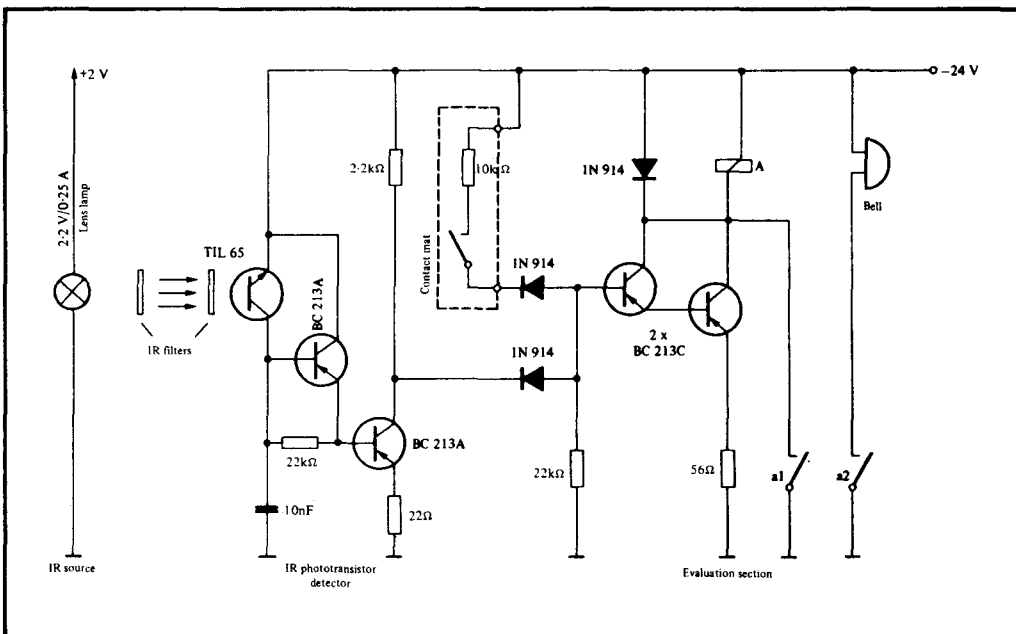 +2 V
−24 V
2·2 V/0·25 A
Lens lamp
TIL 65
IR filters
BC 213A
2·2kΩ
10kΩ
Contact mat
1N 914
A
Bell
1N 914
2 x
BC 213C
1N 914
BC 213A
22kΩ
10nF
22Ω
22kΩ
56Ω
a1
a2
IR source
IR phototransistor
detector
Evaluation section